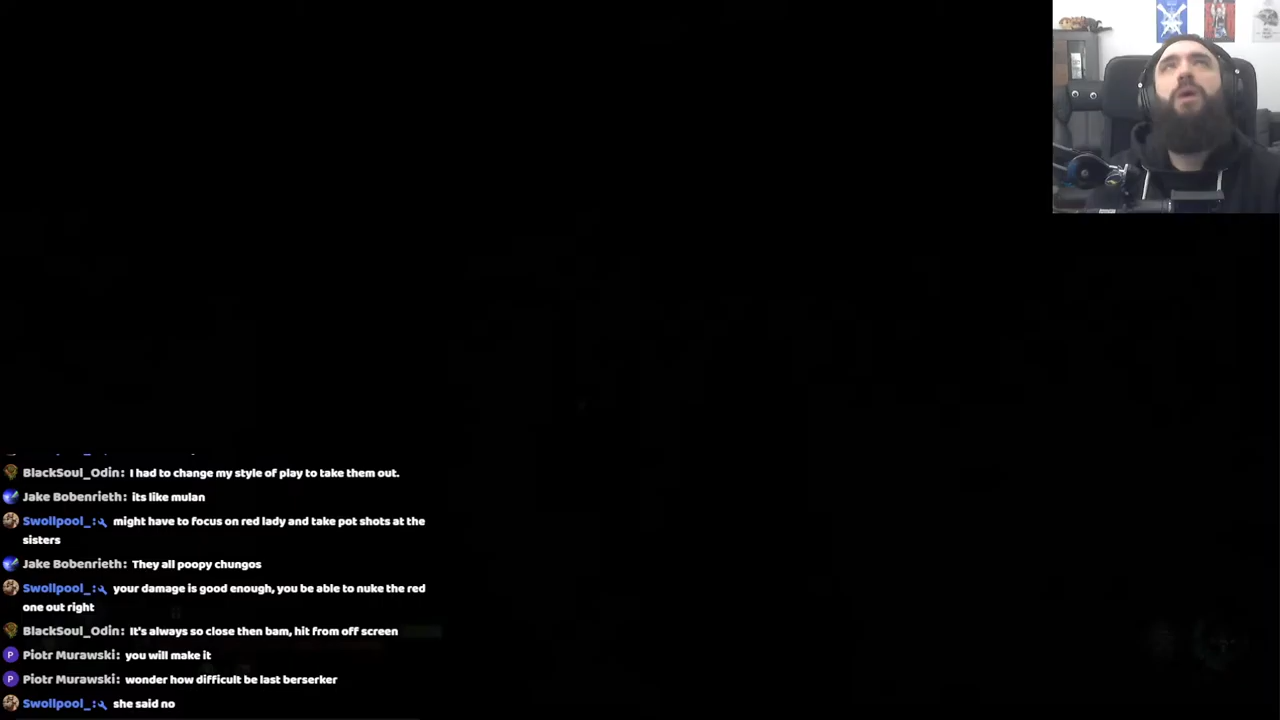 BlackSoul_Odin: I had to change my style of play to take them out.
Jake Bobenrieth: its like mulan
Swollpool_: might have to focus on red lady and take pot shots at the
sisters
Jake Bobenrieth: They all poopy chungos
Swollpool_: your damage is good enough, you be able to nuke the red
one out right
BlackSoul_Odin: It's always so close then bam, hit from off screen
P Piotr Murawski: you will make it
P Piotr Murawski: wonder how difficult be last berserker
Swollpool_: she said no